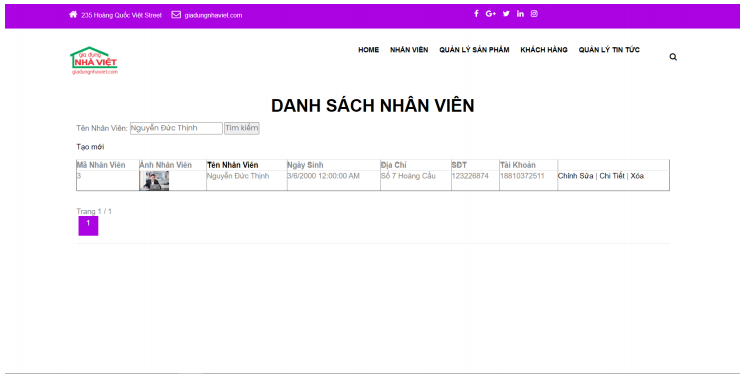 235 Hoàng Quốc Việt Street giadungnhaviet.com
gia dụng
NHÀ VIỆT
giadungnhaviet.com
HOME NHÂN VIÊN QUẢN LÝ SẢN PHẨM KHÁCH HÀNG QUẢN LÝ TIN TỨC
DANH SÁCH NHÂN VIÊN
Tên Nhân Viên: Nguyễn Đức Thịnh Tìm kiếm
Tạo mới
Mã Nhân Viên Ảnh Nhân Viên Tên Nhân Viên Ngày Sinh Địa Chỉ SĐT Tài Khoản
3 Nguyễn Đức Thịnh 3/6/2000 12:00:00 AM Số 7 Hoàng Cầu 123226874 18810372511 Chỉnh Sửa | Chi Tiết | Xóa
Trang 1 / 1
1